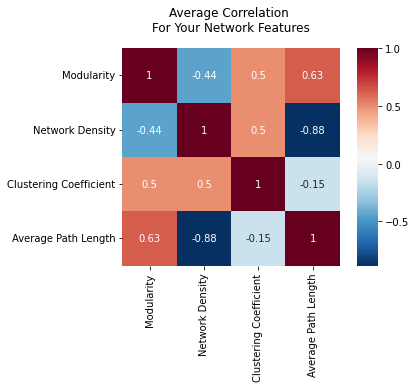 Average Correlation
For Your Network Features
Modularity
1
-0.44
0.5
0.63
Network Density
-0.44
1
0.5
-0.88
Clustering Coefficient
0.5
0.5
1
-0.15
Average Path Length
0.63
-0.88
-0.15
1
Modularity
Network Density
Clustering Coefficient
Average Path Length
1.0
0.5
0.0
−0.5